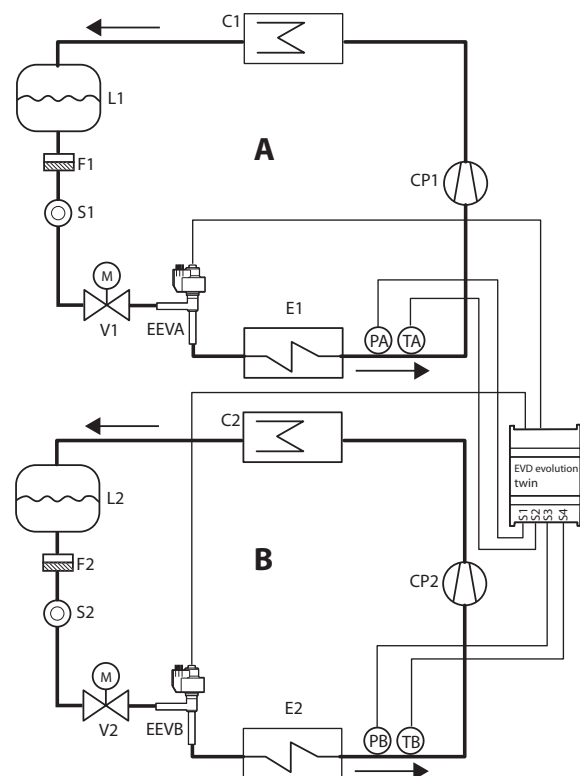 C1
L1
A
F1
CP1
S1
M
V1
EEVA
E1
PA
TA
C2
EVD evolution
twin
S1
S2
S3
S4
L2
B
F2
CP2
S2
M
V2
EEVB
E2
PB
TB